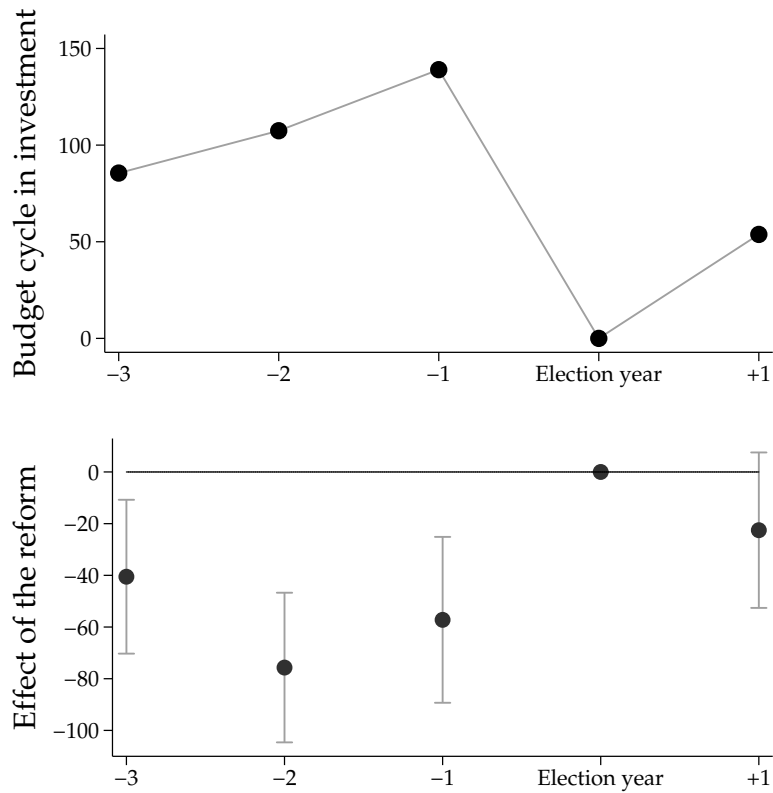 Budget cycle in investment
150
100
50
0
−3 −2 −1 Election year +1
Effect of the reform
0
−20
−40
−60
−80
−100
−3 −2 −1 Election year +1